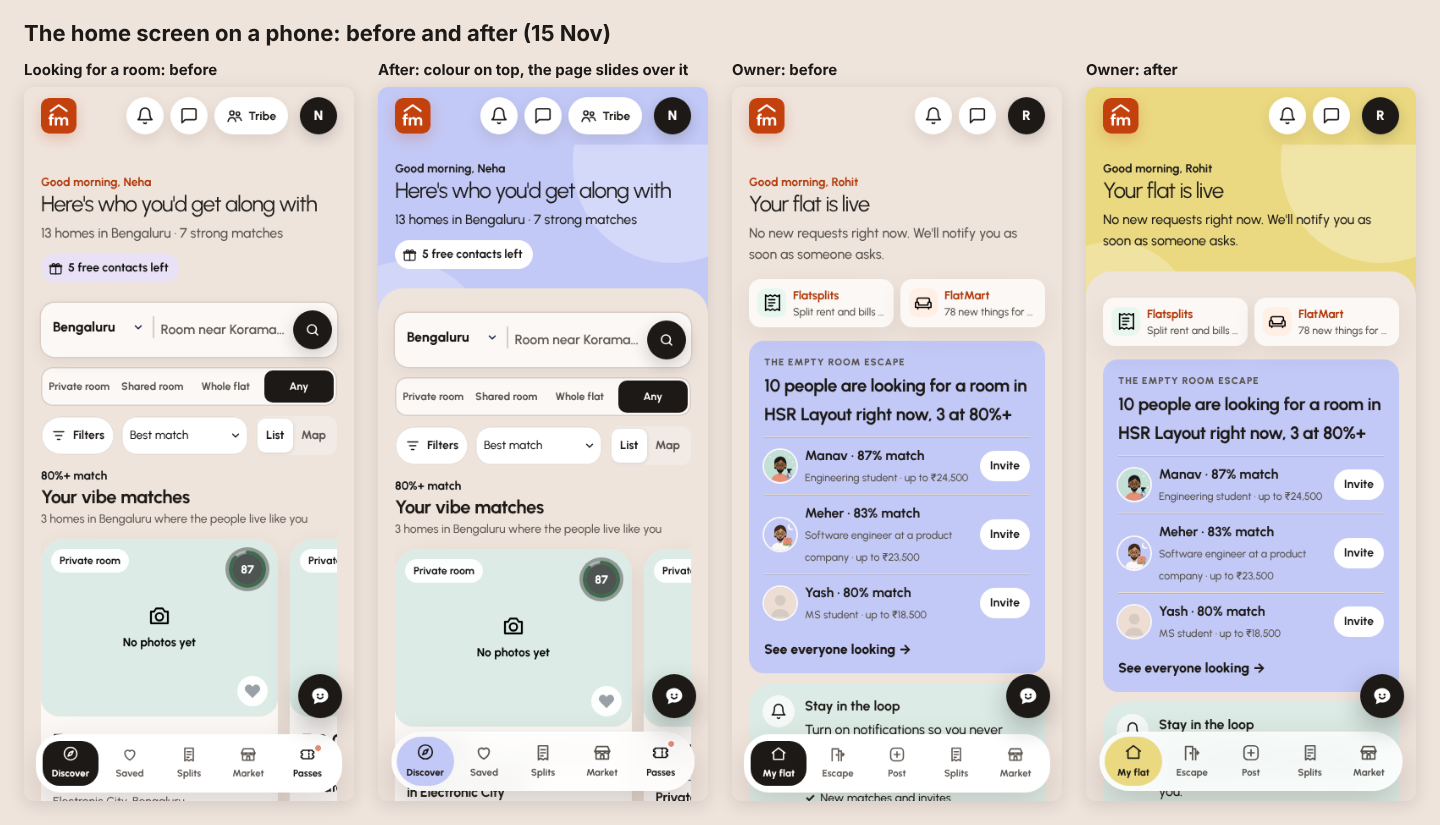 The home screen on a phone: before and after (15 Nov)
Looking for a room: before
fm
Tribe
N
Good morning, Neha
Here's who you'd get along with
13 homes in Bengaluru · 7 strong matches
5 free contacts left
Bengaluru
Room near Korama...
Private room
Shared room
Whole flat
Any
Filters
Best match
List
Map
80%+ match
Your vibe matches
3 homes in Bengaluru where the people live like you
Private room
87
Privat
No photos yet
Discover
Saved
Splits
Market
Passes
Electronic City, Bengaluru
After: colour on top, the page slides over it
fm
Tribe
N
Good morning, Neha
Here's who you'd get along with
13 homes in Bengaluru · 7 strong matches
5 free contacts left
Bengaluru
Room near Korama...
Private room
Shared room
Whole flat
Any
Filters
Best match
List
Map
80%+ match
Your vibe matches
3 homes in Bengaluru where the people live like you
Private room
87
Privat
No photos yet
Discover
Saved
Splits
Market
Passes
in Electronic City
Privat
Owner: before
fm
R
Good morning, Rohit
Your flat is live
No new requests right now. We'll notify you as
soon as someone asks.
Flatsplits
Split rent and bills ...
FlatMart
78 new things for ...
THE EMPTY ROOM ESCAPE
10 people are looking for a room in
HSR Layout right now, 3 at 80%+
Manav · 87% match
Engineering student · up to ₹24,500
Invite
Meher · 83% match
Software engineer at a product
company · up to ₹23,500
Invite
Yash · 80% match
MS student · up to ₹18,500
Invite
See everyone looking →
Stay in the loop
Turn on notifications so you never
My flat
Escape
Post
Splits
Market
✓ New matches and invites
Owner: after
fm
R
Good morning, Rohit
Your flat is live
No new requests right now. We'll notify you as
soon as someone asks.
Flatsplits
Split rent and bills ...
FlatMart
78 new things for ...
THE EMPTY ROOM ESCAPE
10 people are looking for a room in
HSR Layout right now, 3 at 80%+
Manav · 87% match
Engineering student · up to ₹24,500
Invite
Meher · 83% match
Software engineer at a product
company · up to ₹23,500
Invite
Yash · 80% match
MS student · up to ₹18,500
Invite
See everyone looking →
Stay in the loop
My flat
Escape
Post
Splits
Market
you.